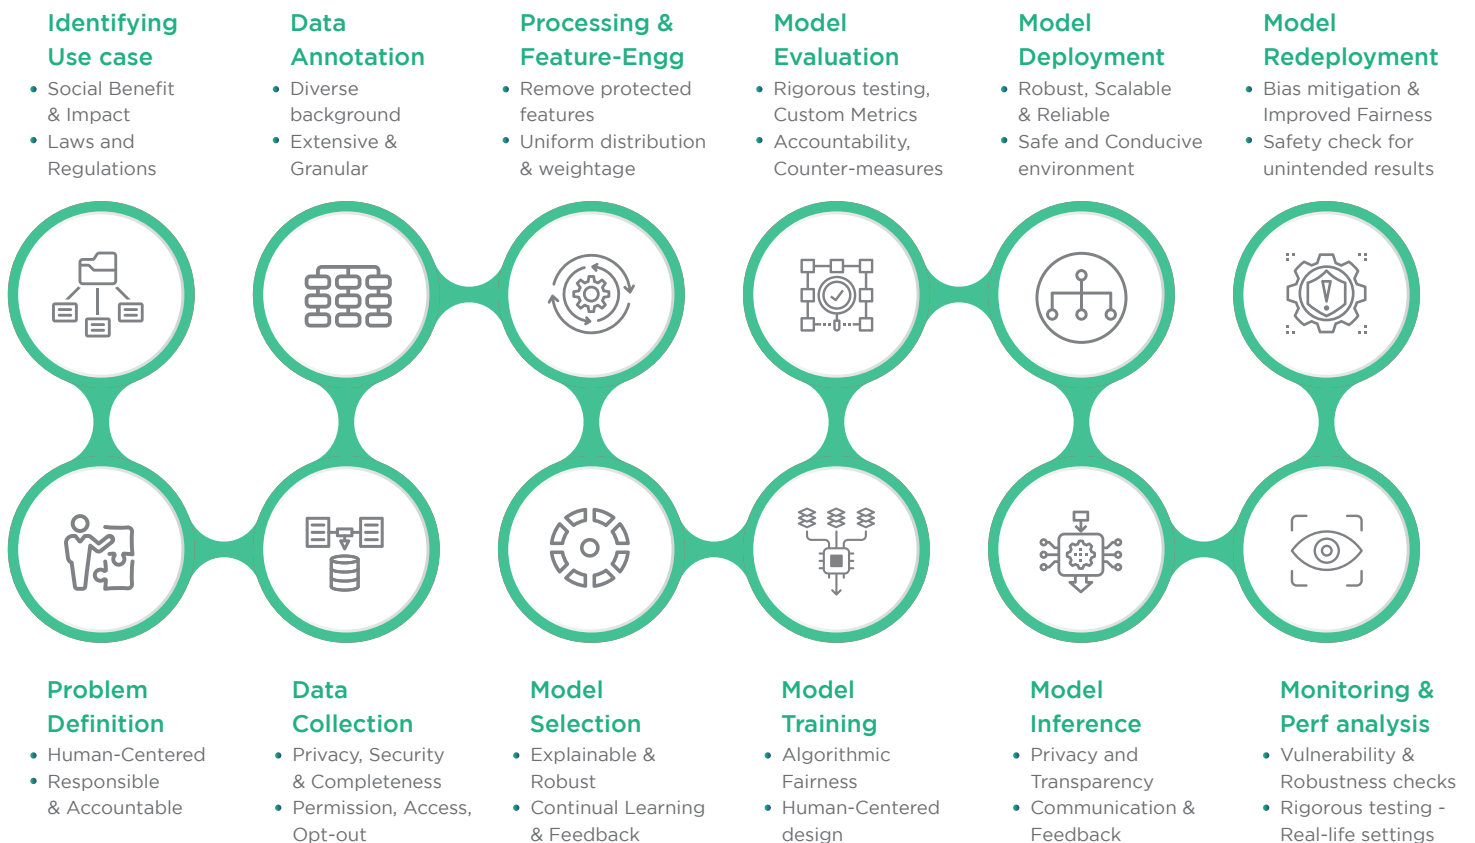 Identifying
Use case
• Social Benefit
& Impact
• Laws and
Regulations
Data
Annotation
• Diverse
background
• Extensive &
Granular
Processing &
Feature-Engg
• Remove protected
features
• Uniform distribution
& weightage
Model
Evaluation
• Rigorous testing,
Custom Metrics
• Accountability,
Counter-measures
Model
Deployment
• Robust, Scalable
& Reliable
• Safe and Conducive
environment
Model
Redeployment
• Bias mitigation &
Improved Fairness
• Safety check for
unintended results
Problem
Definition
• Human-Centered
• Responsible
& Accountable
Data
Collection
• Privacy, Security
& Completeness
• Permission, Access,
Opt-out
Model
Selection
• Explainable &
Robust
• Continual Learning
& Feedback
Model
Training
• Algorithmic
Fairness
• Human-Centered
design
Model
Inference
• Privacy and
Transparency
• Communication &
Feedback
Monitoring &
Perf analysis
• Vulnerability &
Robustness checks
• Rigorous testing -
Real-life settings